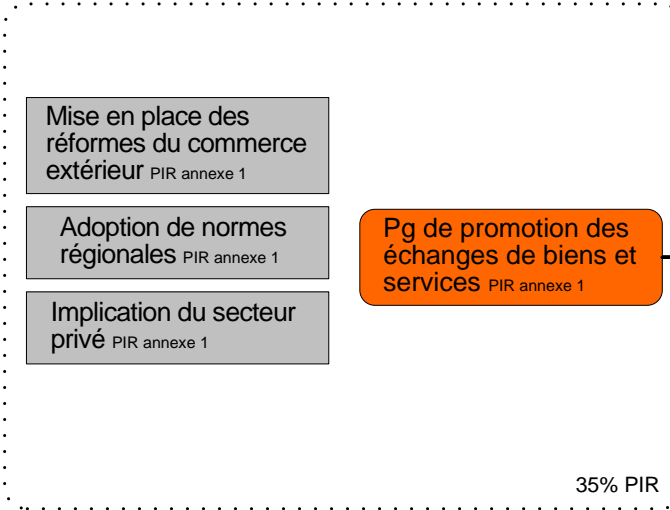 Mise en place des
réformes du commerce
extérieur PIR annexe 1
Adoption de normes
régionales PIR annexe 1
Implication du secteur
privé PIR annexe 1
Pg de promotion des
échanges de biens et
services PIR annexe 1
35% PIR